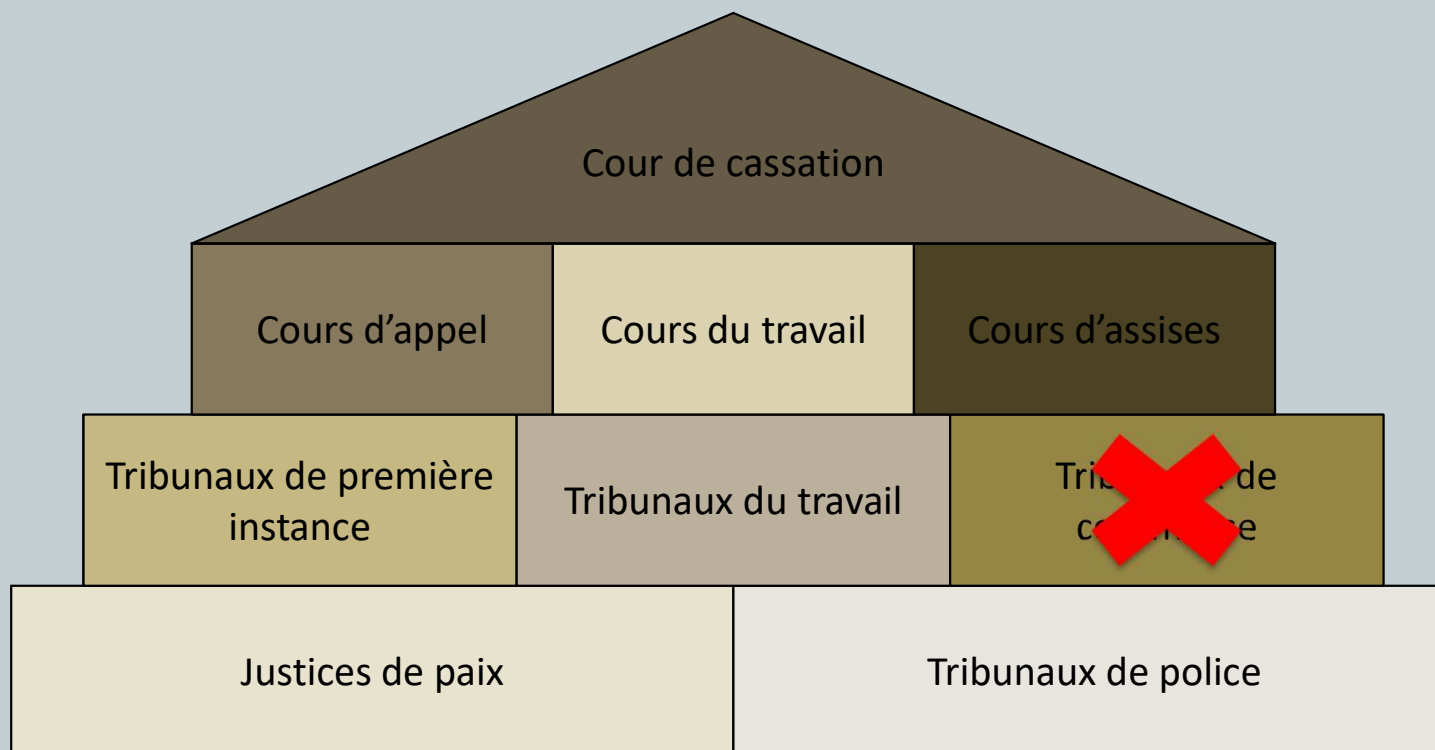 Cour de cassation
Cours d’appel
Cours du travail
Cours d’assises
Tribunaux de première
instance
Tribunaux du travail
de
Justices de paix
Tribunaux de police